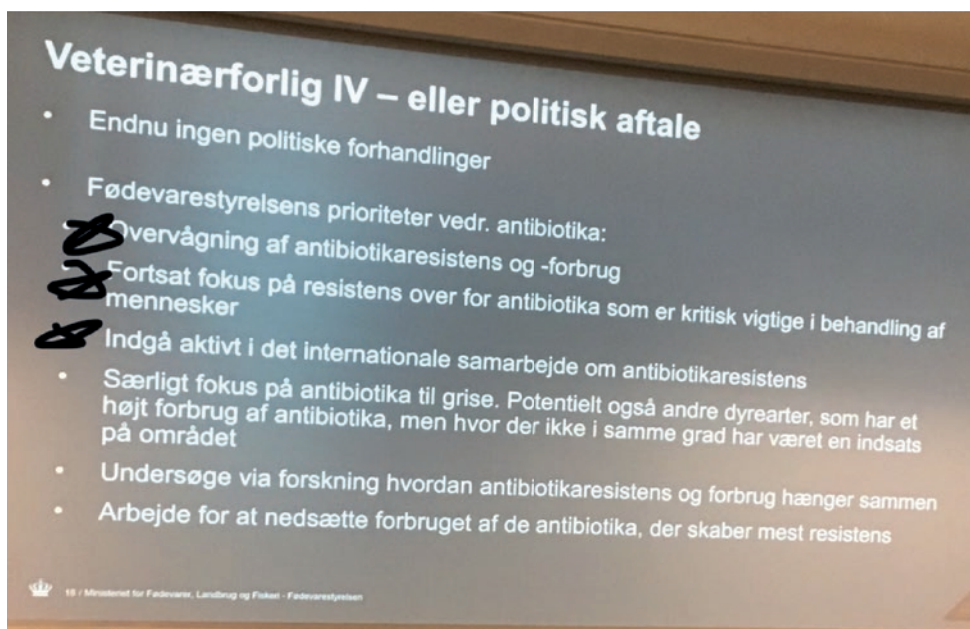 Veterinærforlig IV – eller politisk aftale
• Endnu ingen politiske forhandlinger
• Fødevarestyrelsens prioriteter vedr. antibiotika:
Overvågning af antibiotikaresistens og -forbrug
Fortsat fokus på resistens over for antibiotika som er kritisk vigtige i behandling af
mennesker
Indgå aktivt i det internationale samarbejde om antibiotikaresistens
• Særligt fokus på antibiotika til grise. Potentielt også andre dyrearter, som har et
højt forbrug af antibiotika, men hvor der ikke i samme grad har været en indsats
på området
• Undersøge via forskning hvordan antibiotikaresistens og forbrug hænger sammen
• Arbejde for at nedsætte forbruget af de antibiotika, der skaber mest resistens
19 / Ministeriet for Fødevarer, Landbrug og Fiskeri - Fødevarestyrelsen